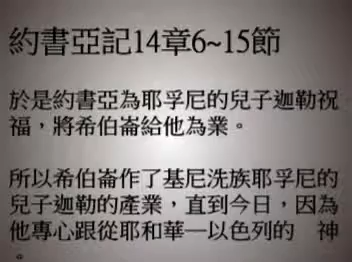 約書亞記14章6~15節
於是約書亞為耶孚尼的兒子迦勒祝
福，將希伯崙給他為業。
所以希伯崙作了基尼洗族耶孚尼的
兒子迦勒的產業，直到今日，因為
他專心跟從耶和華─以色列的　神
。